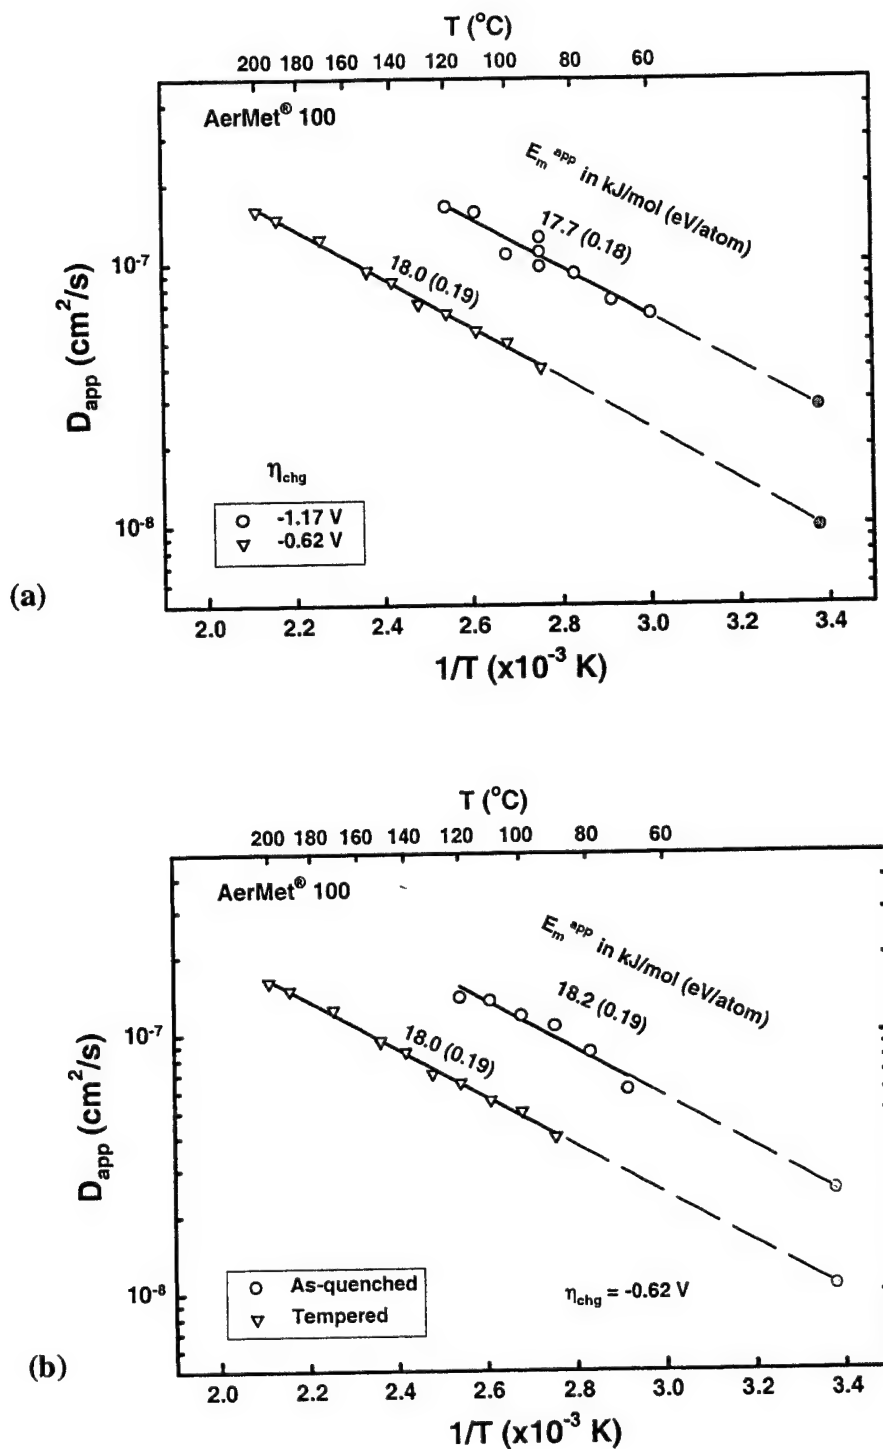 T (°C)
200 180 160 140 120 100 80 60
AerMet® 100
E_m^app in kJ/mol (eV/atom)
17.7 (0.18)
18.0 (0.19)
10^-7
10^-8
D_app (cm²/s)
η_chg
-1.17 V
-0.62 V
(a)
2.0 2.2 2.4 2.6 2.8 3.0 3.2 3.4
1/T (x10^-3 K)
T (°C)
200 180 160 140 120 100 80 60
AerMet® 100
E_m^app in kJ/mol (eV/atom)
18.2 (0.19)
18.0 (0.19)
10^-7
10^-8
D_app (cm²/s)
As-quenched
Tempered
η_chg = -0.62 V
(b)
2.0 2.2 2.4 2.6 2.8 3.0 3.2 3.4
1/T (x10^-3 K)